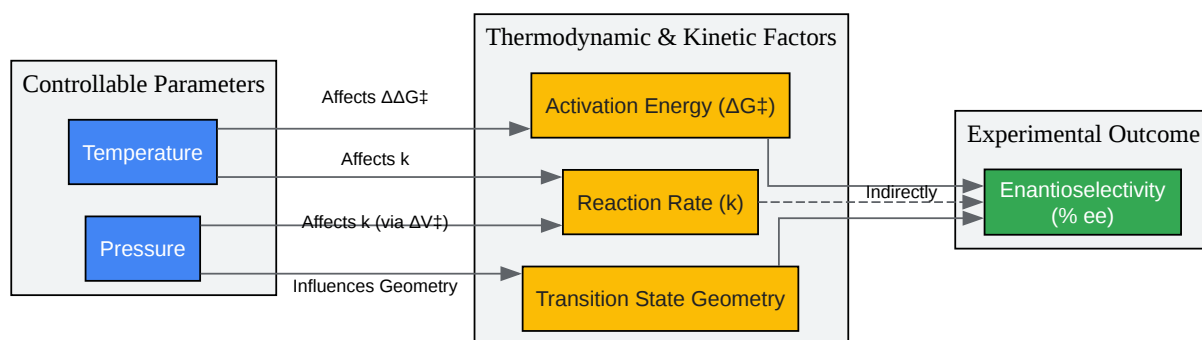 Controllable Parameters
Temperature
Pressure
Affects ΔΔG‡
Affects k
Affects k (via ΔV‡)
Influences Geometry
Thermodynamic & Kinetic Factors
Activation Energy (ΔG‡)
Reaction Rate (k)
Transition State Geometry
Indirectly
Experimental Outcome
Enantioselectivity
(% ee)